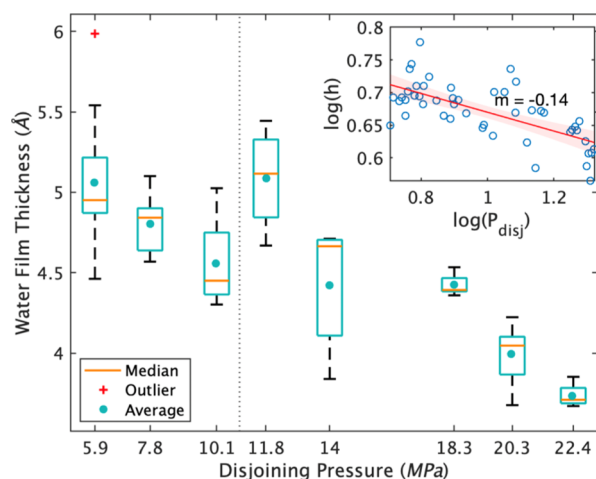 6
5.5
5
4.5
4
Water Film Thickness (Å)
5.9 7.8 10.1 11.8 14 18.3 20.3 22.4
Disjoining Pressure (MPa)
Median
Outlier
Average
0.8
0.75
0.7
0.65
0.6
log(h)
m = -0.14
0.8 1 1.2
log(P_disj)